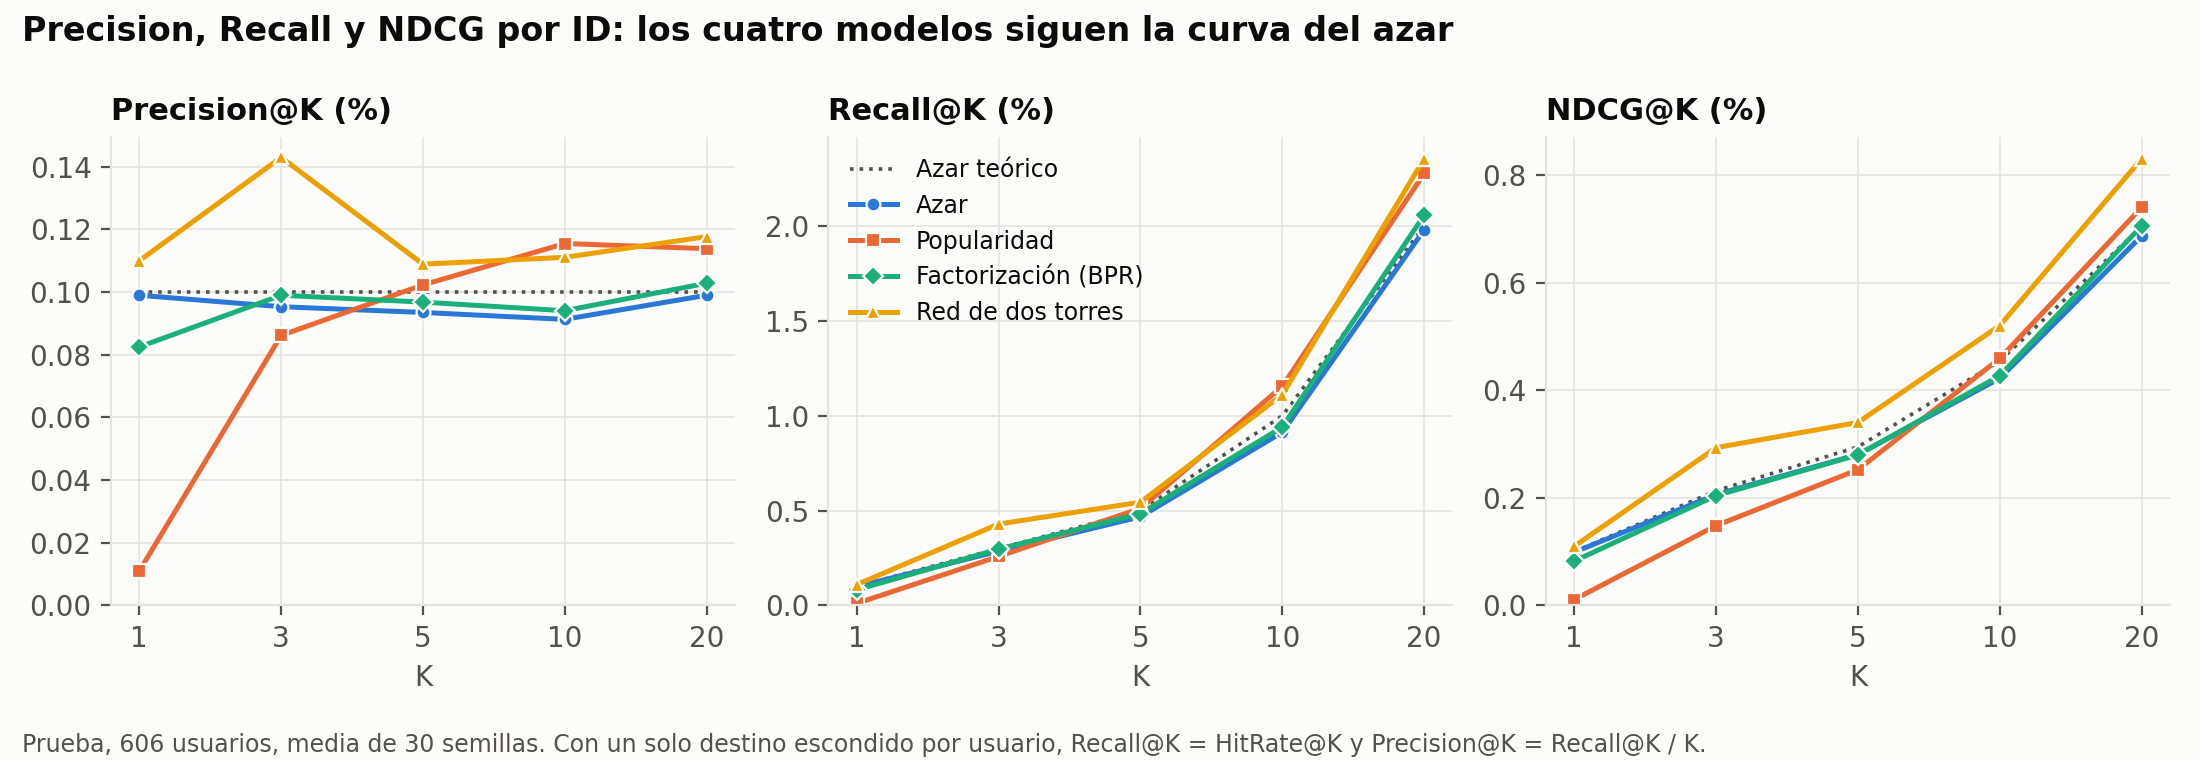 Precision, Recall y NDCG por ID: los cuatro modelos siguen la curva del azar
Precision@K (%)
0.14
0.12
0.10
0.08
0.06
0.04
0.02
0.00
1 3 5 10 20
K
Recall@K (%)
Azar teórico
Azar
Popularidad
Factorización (BPR)
Red de dos torres
2.0
1.5
1.0
0.5
0.0
1 3 5 10 20
K
NDCG@K (%)
0.8
0.6
0.4
0.2
0.0
1 3 5 10 20
K
Prueba, 606 usuarios, media de 30 semillas. Con un solo destino escondido por usuario, Recall@K = HitRate@K y Precision@K = Recall@K / K.